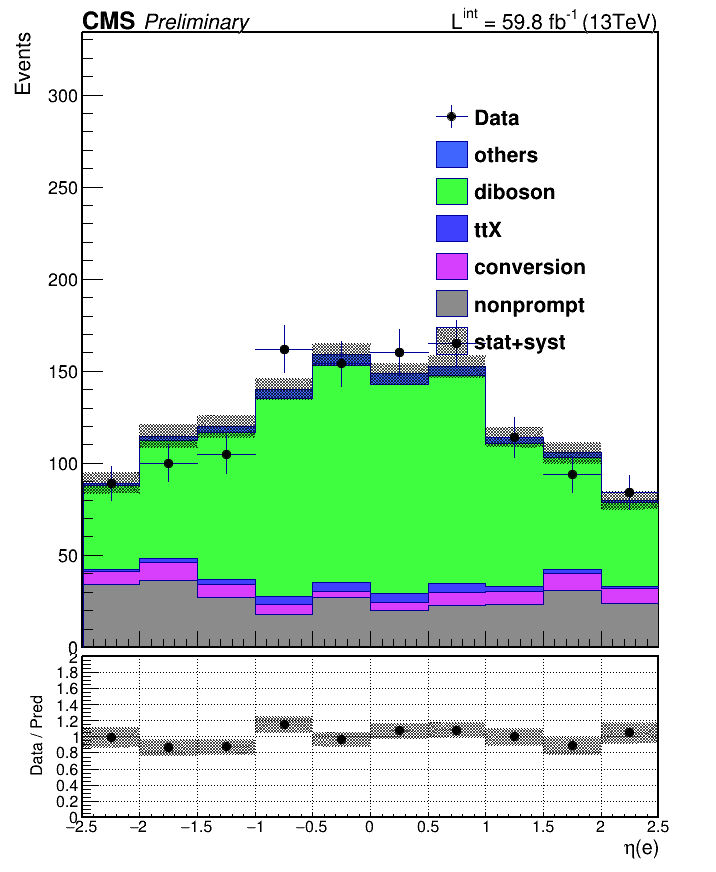 CMS Preliminary L^int = 59.8 fb^-1 (13TeV)
Events
300
250
200
150
100
50
0
Data
others
diboson
ttX
conversion
nonprompt
stat+syst
Data / Pred
2
1.8
1.6
1.4
1.2
1
0.8
0.6
0.4
0.2
0
−2.5 −2 −1.5 −1 −0.5 0 0.5 1 1.5 2 2.5
η(e)